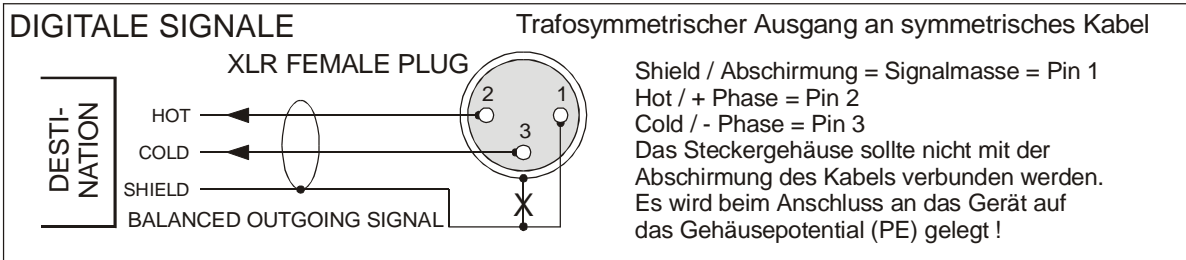 DIGITALE SIGNALE
Trafosymmetrischer Ausgang an symmetrisches Kabel
XLR FEMALE PLUG
2
1
3
DESTI-
NATION
HOT
COLD
SHIELD
X
BALANCED OUTGOING SIGNAL
Shield / Abschirmung = Signalmasse = Pin 1
Hot / + Phase = Pin 2
Cold / - Phase = Pin 3
Das Steckergehäuse sollte nicht mit der
Abschirmung des Kabels verbunden werden.
Es wird beim Anschluss an das Gerät auf
das Gehäusepotential (PE) gelegt !